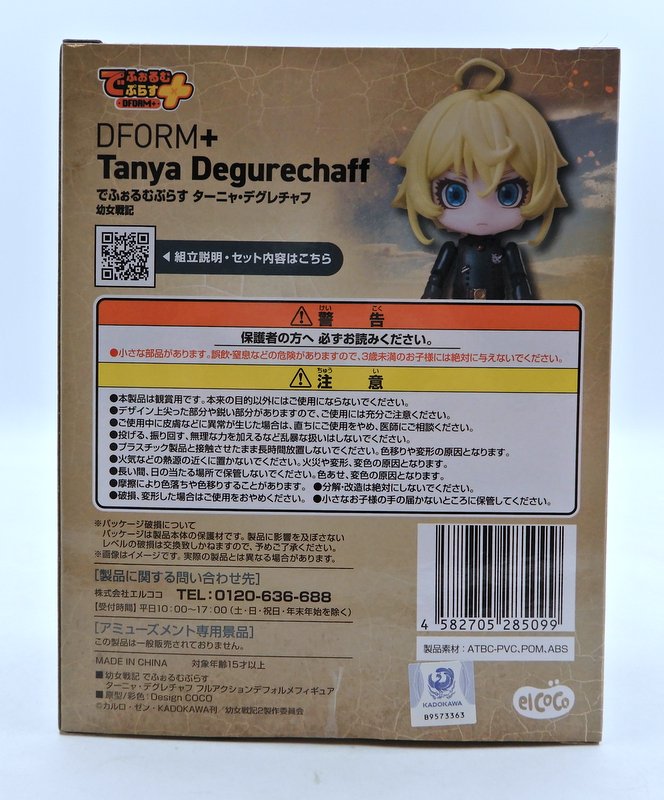 でふぉるむ
ぷらす
DFORM+
DFORM+
Tanya Degurechaff
でふぉるむぷらす ターニャ・デグレチャフ
幼女戦記
◀ 組立説明・セット内容はこちら
けい こく
⚠警 告
保護者の方へ 必ずお読みください。
●小さな部品があります。誤飲・窒息などの危険がありますので、3歳未満のお子様には絶対に与えないでください。
ちゅう い
⚠注 意
●本製品は観賞用です。本来の目的以外にはご使用にならないでください。
●デザイン上尖った部分や鋭い部分がありますので、ご使用には充分ご注意ください。
●ご使用中に皮膚などに異常が生じた場合は、直ちにご使用をやめ、医師にご相談ください。
●投げる、振り回す、無理な力を加えるなど乱暴な扱いはしないでください。
●プラスチック製品と接触させたまま長時間放置しないでください。色移りや変形の原因となります。
●火気などの熱源の近くに置かないでください。火災や変形、変色の原因となります。
●長い間、日の当たる場所で保管しないでください。色あせ、変色の原因となります。
●摩擦により色落ちや色移りすることがあります。 ●分解・改造は絶対にしないでください。
●破損、変形した場合はご使用をおやめください。 ●小さなお子様の手の届かないところに保管してください。
※パッケージ破損について
パッケージは製品本体の保護材です。製品に影響を及ぼさない
レベルの破損は交換致しかねますので、予めご了承ください。
※画像はイメージです。実際の製品とは異なる場合があります。
[製品に関する問い合わせ先]
株式会社エルココ TEL:0120-636-688
【受付時間】平日10:00～17:00(土・日・祝日・年末年始を除く)
[アミューズメント専用景品]
この製品は一般販売されておりません。
MADE IN CHINA 対象年齢15才以上
■幼女戦記 でふぉるむぷらす
ターニャ・デグレチャフ フルアクションデフォルメフィギュア
■原型/彩色:Design COCO
©カルロ・ゼン・KADOKAWA刊/幼女戦記2製作委員会
4 582705 285099
製品素材:ATBC-PVC,POM,ABS
KADOKAWA
B9573363
elCoCo